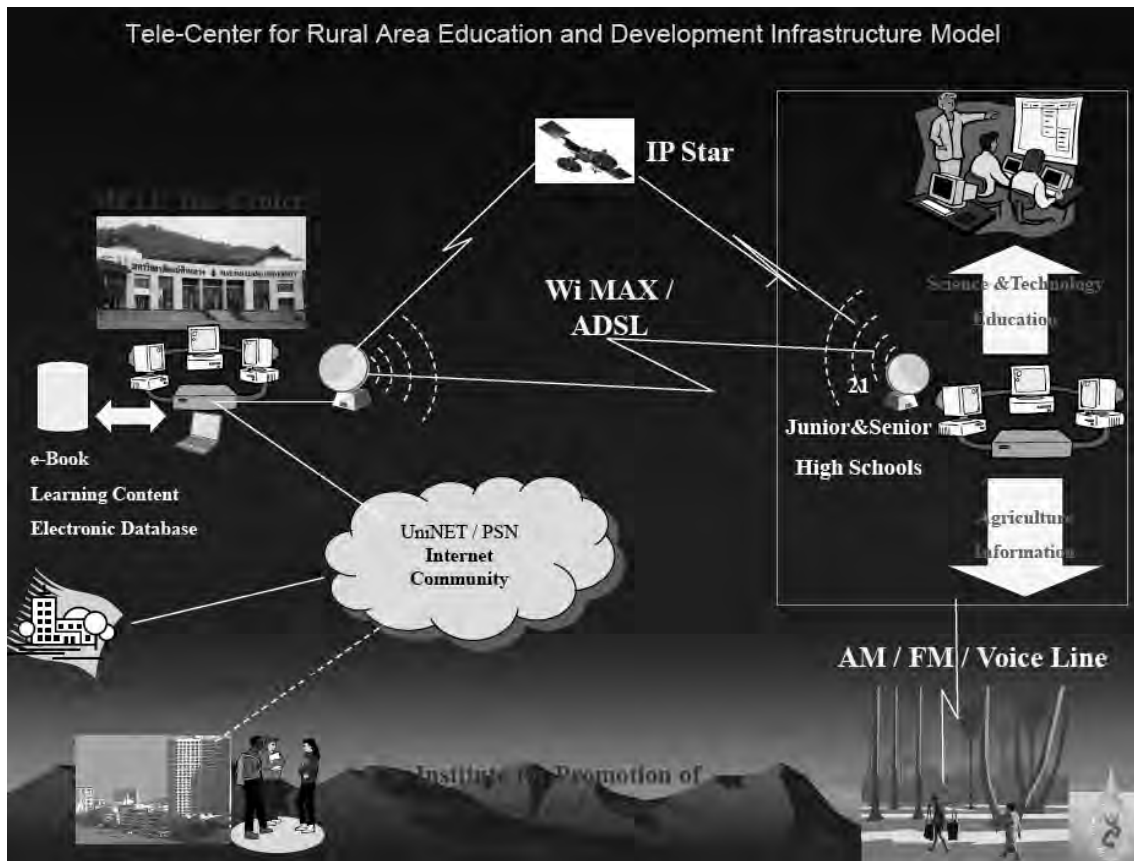 Tele-Center for Rural Area Education and Development Infrastructure Model
IP Star
Center
Wi MAX /
ADSL
Science &Technology
Education
21
Junior&Senior
High Schools
e-Book
Learning Content
Electronic Database
UniNET / PSN
Internet
Community
Agriculture
Information
AM / FM / Voice Line
Institute for Promotion of